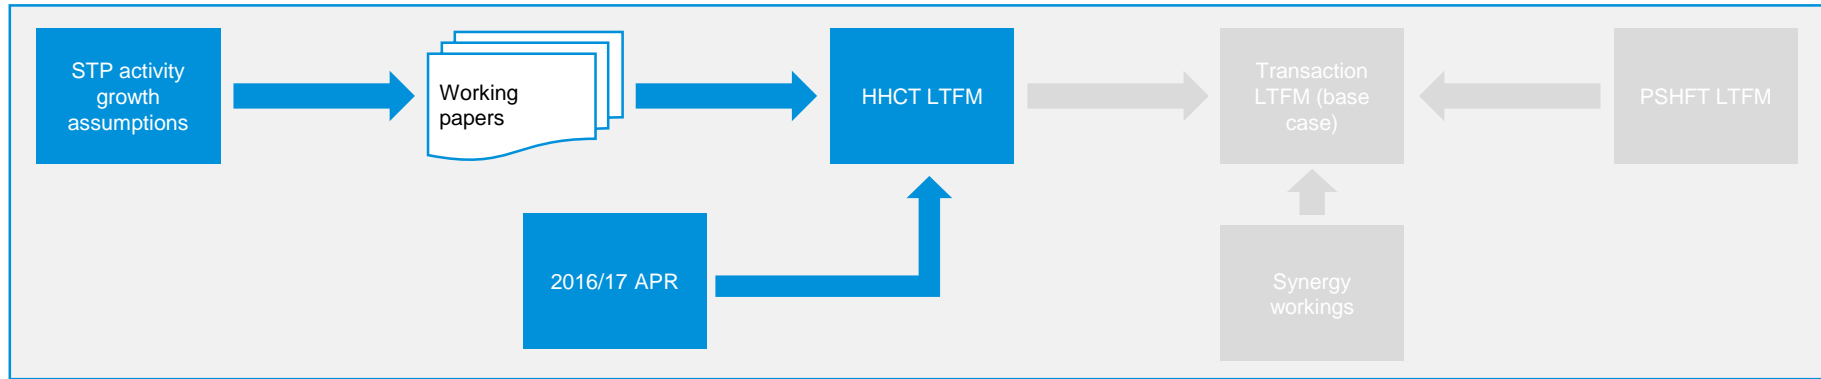 STP activity
growth
assumptions
Working
papers
HHCT LTFM
Transaction
LTFM (base
case)
PSHFT LTFM
2016/17 APR
Synergy
workings